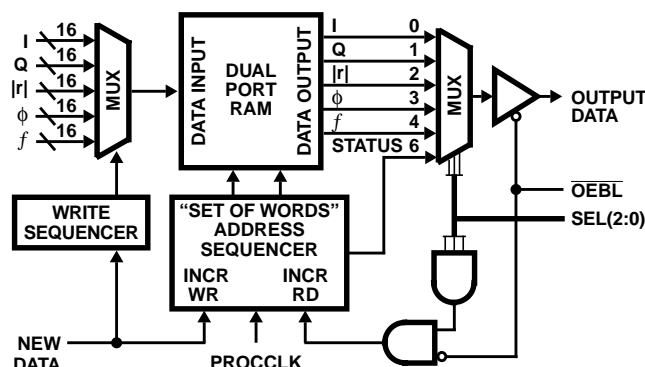 I 16
Q 16
|r| 16
ϕ 16
f 16
MUX
WRITE
SEQUENCER
NEW
DATA
DATA INPUT
DUAL
PORT
RAM
DATA OUTPUT
"SET OF WORDS"
ADDRESS
SEQUENCER
INCR
WR
INCR
RD
PROCCLK
I 0
Q 1
|r| 2
ϕ 3
f 4
STATUS 6
MUX
OUTPUT
DATA
OEBL
SEL(2:0)